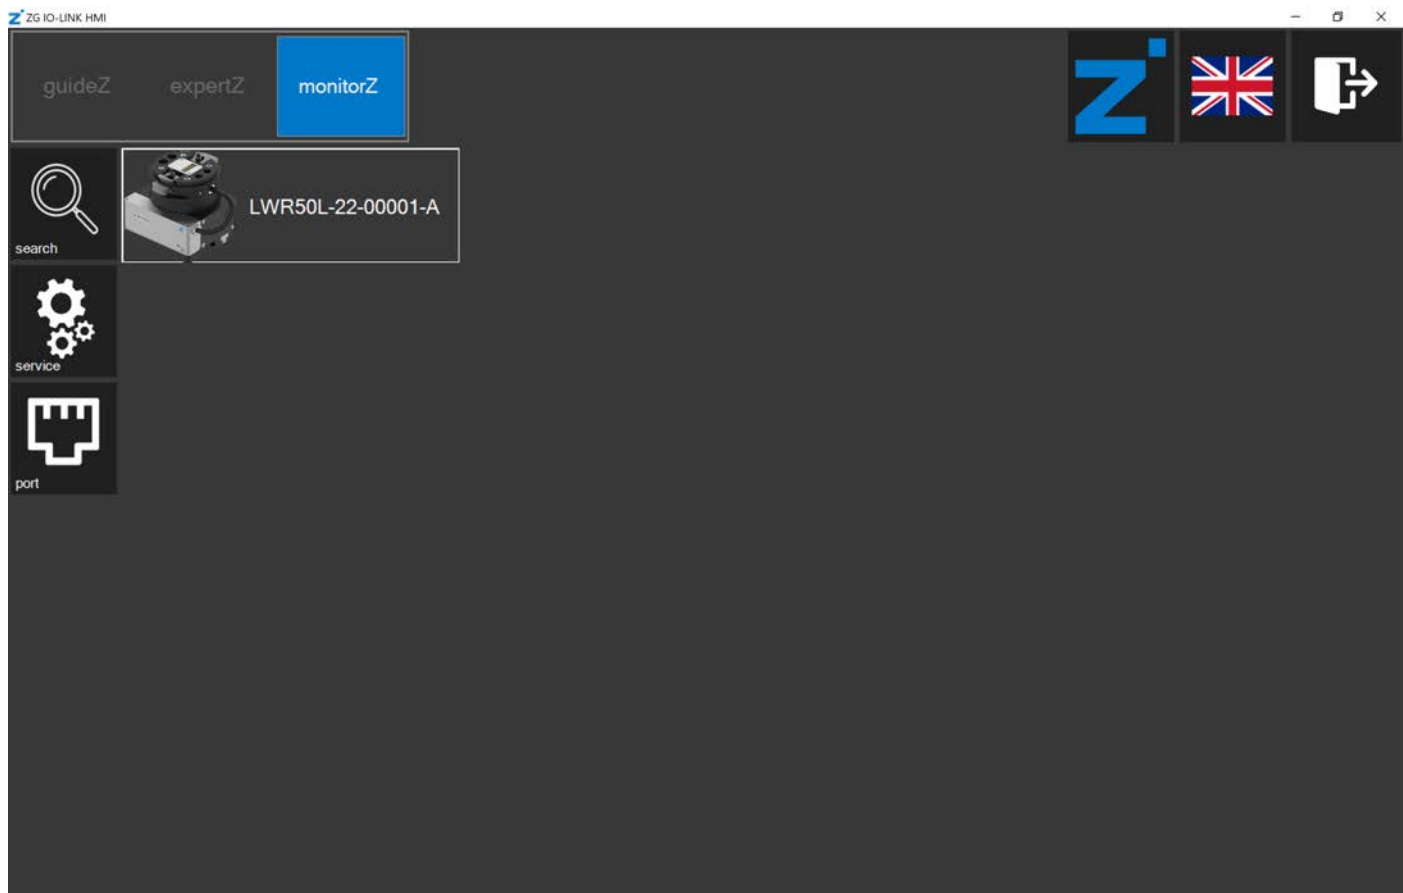 ZG IO-LINK HMI
guideZ expertZ monitorZ
search
LWR50L-22-00001-A
service
port